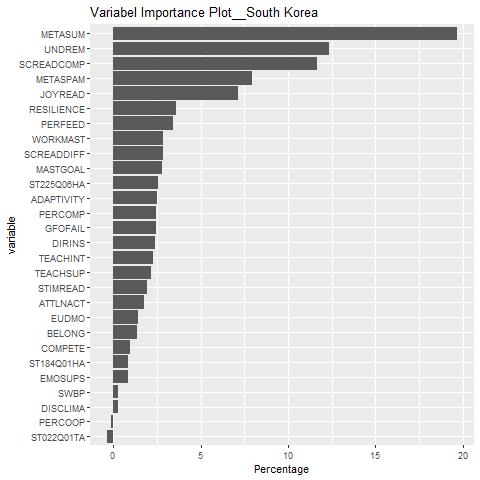 Variabel Importance Plot__South Korea
METASUM
UNDREM
SCREADCOMP
METASPAM
JOYREAD
RESILIENCE
PERFEED
WORKMAST
SCREADDIFF
MASTGOAL
ST225Q06HA
ADAPTIVITY
PERCOMP
GFOFAIL
DIRINS
TEACHINT
TEACHSUP
STIMREAD
ATTLNACT
EUDMO
BELONG
COMPETE
ST184Q01HA
EMOSUPS
SWBP
DISCLIMA
PERCOOP
ST022Q01TA
variable
0 5 10 15 20
Percentage